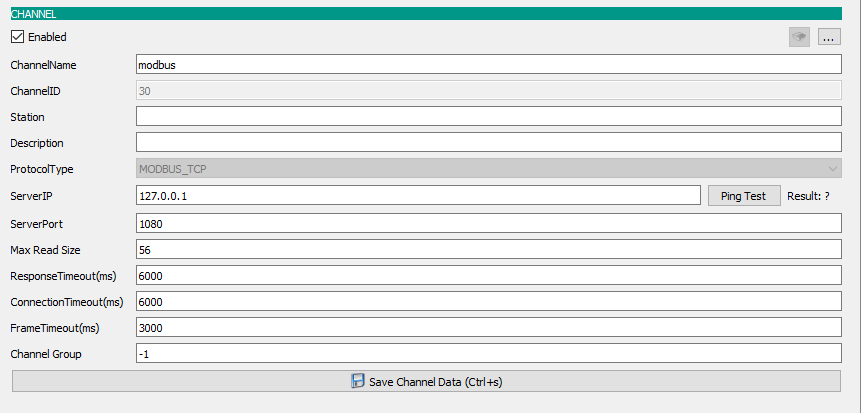 CHANNEL
Enabled ...
ChannelName modbus
ChannelID 30
Station
Description
ProtocolType MODBUS_TCP
ServerIP 127.0.0.1 Ping Test Result: ?
ServerPort 1080
Max Read Size 56
ResponseTimeout(ms) 6000
ConnectionTimeout(ms) 6000
FrameTimeout(ms) 3000
Channel Group -1
Save Channel Data (Ctrl+s)